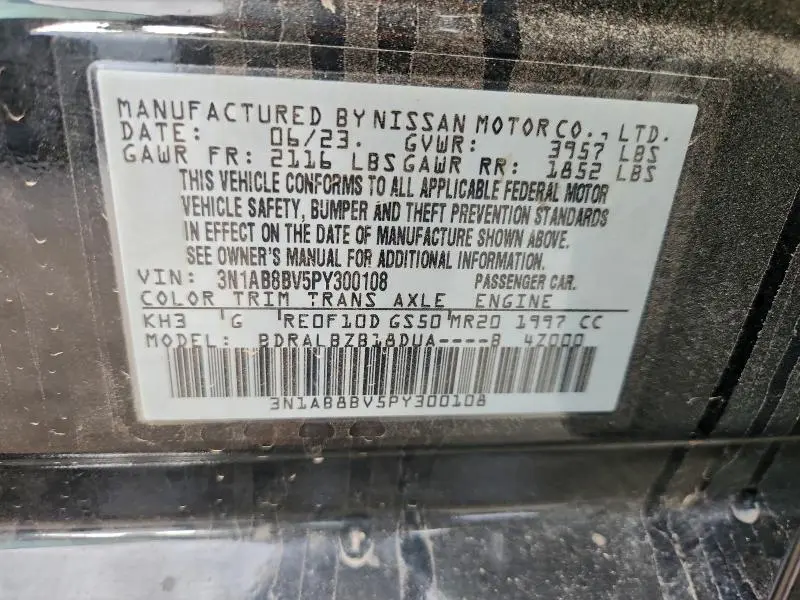 MANUFACTURED BY NISSAN MOTOR CO., LTD.
DATE: 06/23. GVWR: 3957 LBS
GAWR FR: 2116 LBS GAWR RR: 1852 LBS
THIS VEHICLE CONFORMS TO ALL APPLICABLE FEDERAL MOTOR
VEHICLE SAFETY, BUMPER AND THEFT PREVENTION STANDARDS
IN EFFECT ON THE DATE OF MANUFACTURE SHOWN ABOVE.
SEE OWNER'S MANUAL FOR ADDITIONAL INFORMATION.
VIN: 3N1AB8BV5PY300108 PASSENGER CAR.
COLOR TRIM TRANS AXLE ENGINE
KH3 G RE0F10D GS50 MR20 1997 CC
MODEL: BDRALBZB18DUA----B 4Z000
3N1AB8BV5PY300108